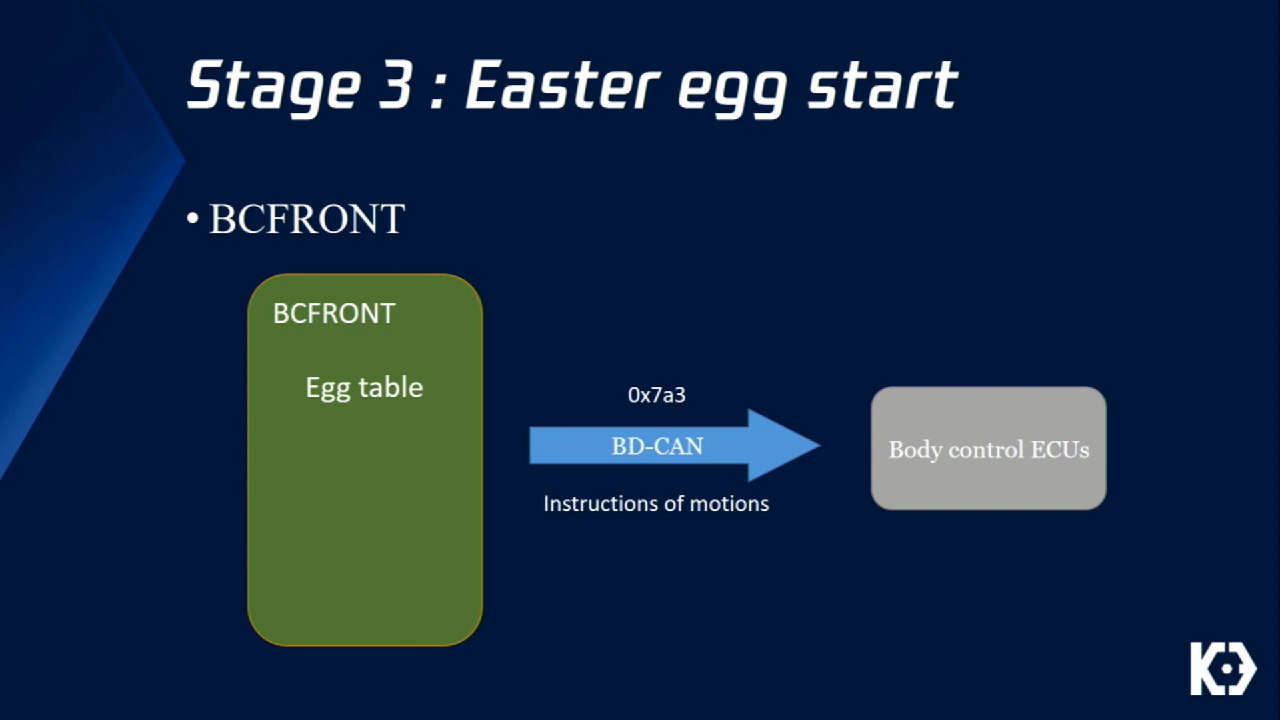 Stage 3 : Easter egg start
• BCFRONT
BCFRONT
Egg table
0x7a3
BD-CAN
Instructions of motions
Body control ECUs